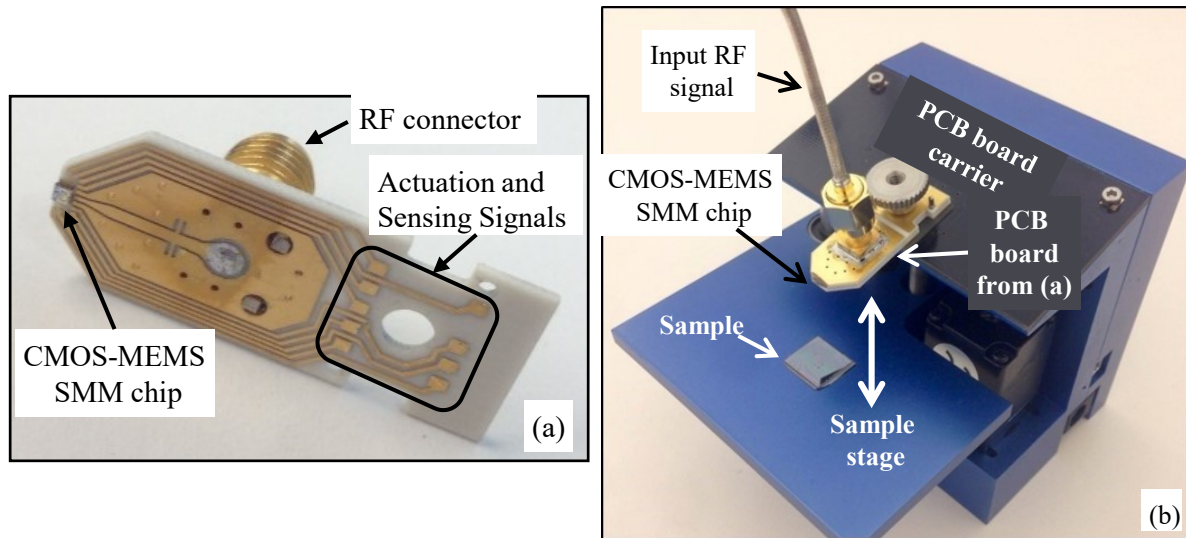 RF connector
Actuation and
Sensing Signals
CMOS-MEMS
SMM chip
(a)
Input RF
signal
PCB board
carrier
CMOS-MEMS
SMM chip
PCB
board
from (a)
Sample
Sample
stage
(b)